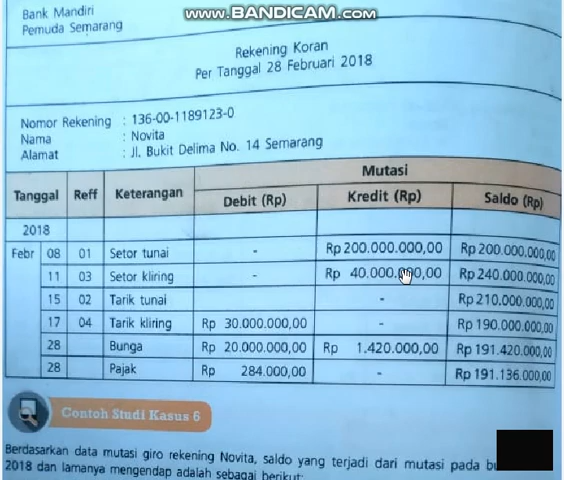 www.BANDICAM.com
Bank Mandiri
Pemuda Semarang
Rekening Koran
Per Tanggal 28 Februari 2018
Nomor Rekening : 136-00-1189123-0
Nama : Novita
Alamat : Jl. Bukit Delima No. 14 Semarang
Mutasi
Tanggal Reff Keterangan Debit (Rp) Kredit (Rp) Saldo (Rp)
2018
Febr 08 01 Setor tunai - Rp 200.000.000,00 Rp 200.000.000,00
11 03 Setor kliring - Rp 40.000.000,00 Rp 240.000.000,00
15 02 Tarik tunai - Rp 210.000.000,00
17 04 Tarik kliring Rp 30.000.000,00 - Rp 190.000.000,00
28 Bunga Rp 20.000.000,00 Rp 1.420.000,00 Rp 191.420.000,00
28 Pajak Rp 284.000,00 - Rp 191.136.000,00
Contoh Studi Kasus 6
Berdasarkan data mutasi giro rekening Novita, saldo yang terjadi dari mutasi pada
2018 dan lamanya mengendap adalah sebagai berikut: